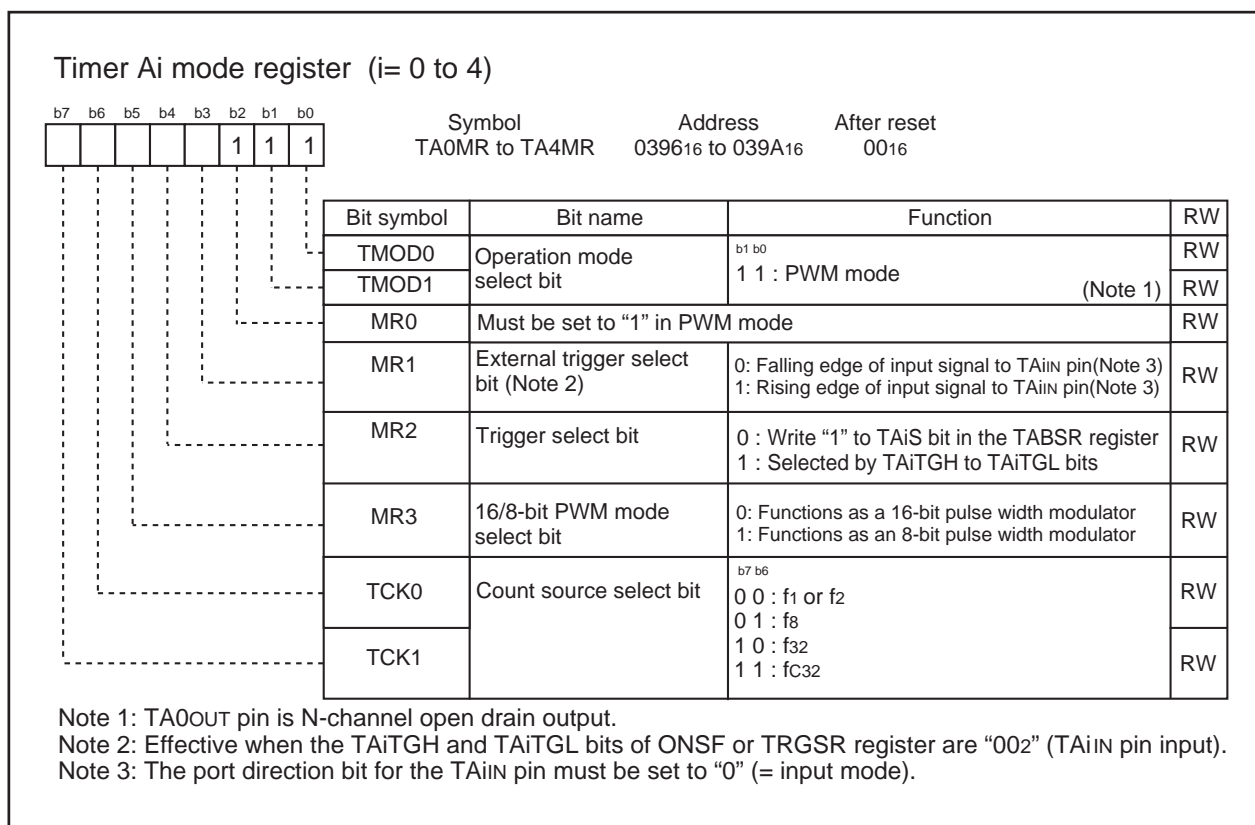 Timer Ai mode register (i= 0 to 4)
b7 b6 b5 b4 b3 b2 b1 b0
1 1 1
Symbol Address After reset
TA0MR to TA4MR 039616 to 039A16 0016
Bit symbol Bit name Function RW
TMOD0 Operation mode select bit b1 b0 RW
TMOD1 1 1 : PWM mode (Note 1) RW
MR0 Must be set to “1” in PWM mode RW
MR1 External trigger select bit (Note 2) RW
0: Falling edge of input signal to TAiIN pin(Note 3)
1: Rising edge of input signal to TAiIN pin(Note 3)
MR2 Trigger select bit RW
0 : Write “1” to TAiS bit in the TABSR register
1 : Selected by TAiTGH to TAiTGL bits
MR3 16/8-bit PWM mode select bit RW
0: Functions as a 16-bit pulse width modulator
1: Functions as an 8-bit pulse width modulator
TCK0 Count source select bit RW
b7 b6
0 0 : f1 or f2
0 1 : f8
1 0 : f32
1 1 : fC32
TCK1 RW
Note 1: TA0OUT pin is N-channel open drain output.
Note 2: Effective when the TAiTGH and TAiTGL bits of ONSF or TRGSR register are “002” (TAiIN pin input).
Note 3: The port direction bit for the TAiIN pin must be set to “0” (= input mode).